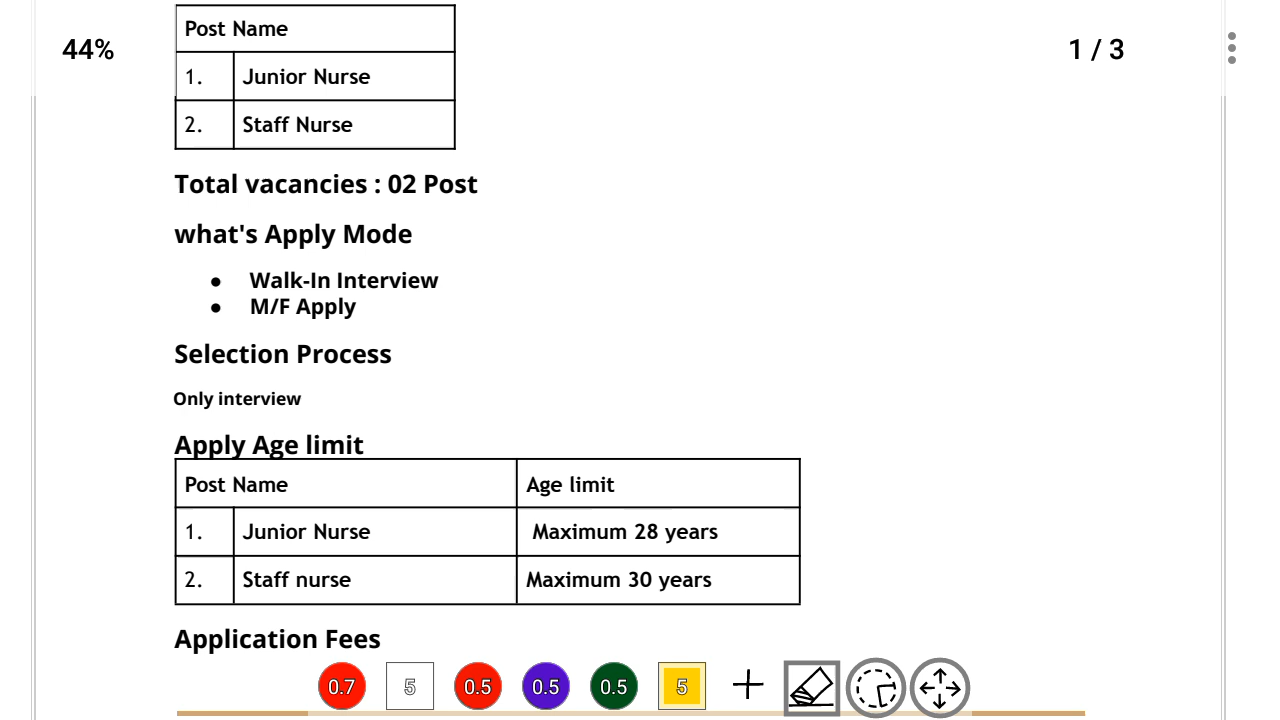 44%
1 / 3
Post Name
1. Junior Nurse
2. Staff Nurse
Total vacancies : 02 Post
what's Apply Mode
● Walk-In Interview
● M/F Apply
Selection Process
Only interview
Apply Age limit
Post Name Age limit
1. Junior Nurse Maximum 28 years
2. Staff nurse Maximum 30 years
Application Fees
0.7 5 0.5 0.5 0.5 5